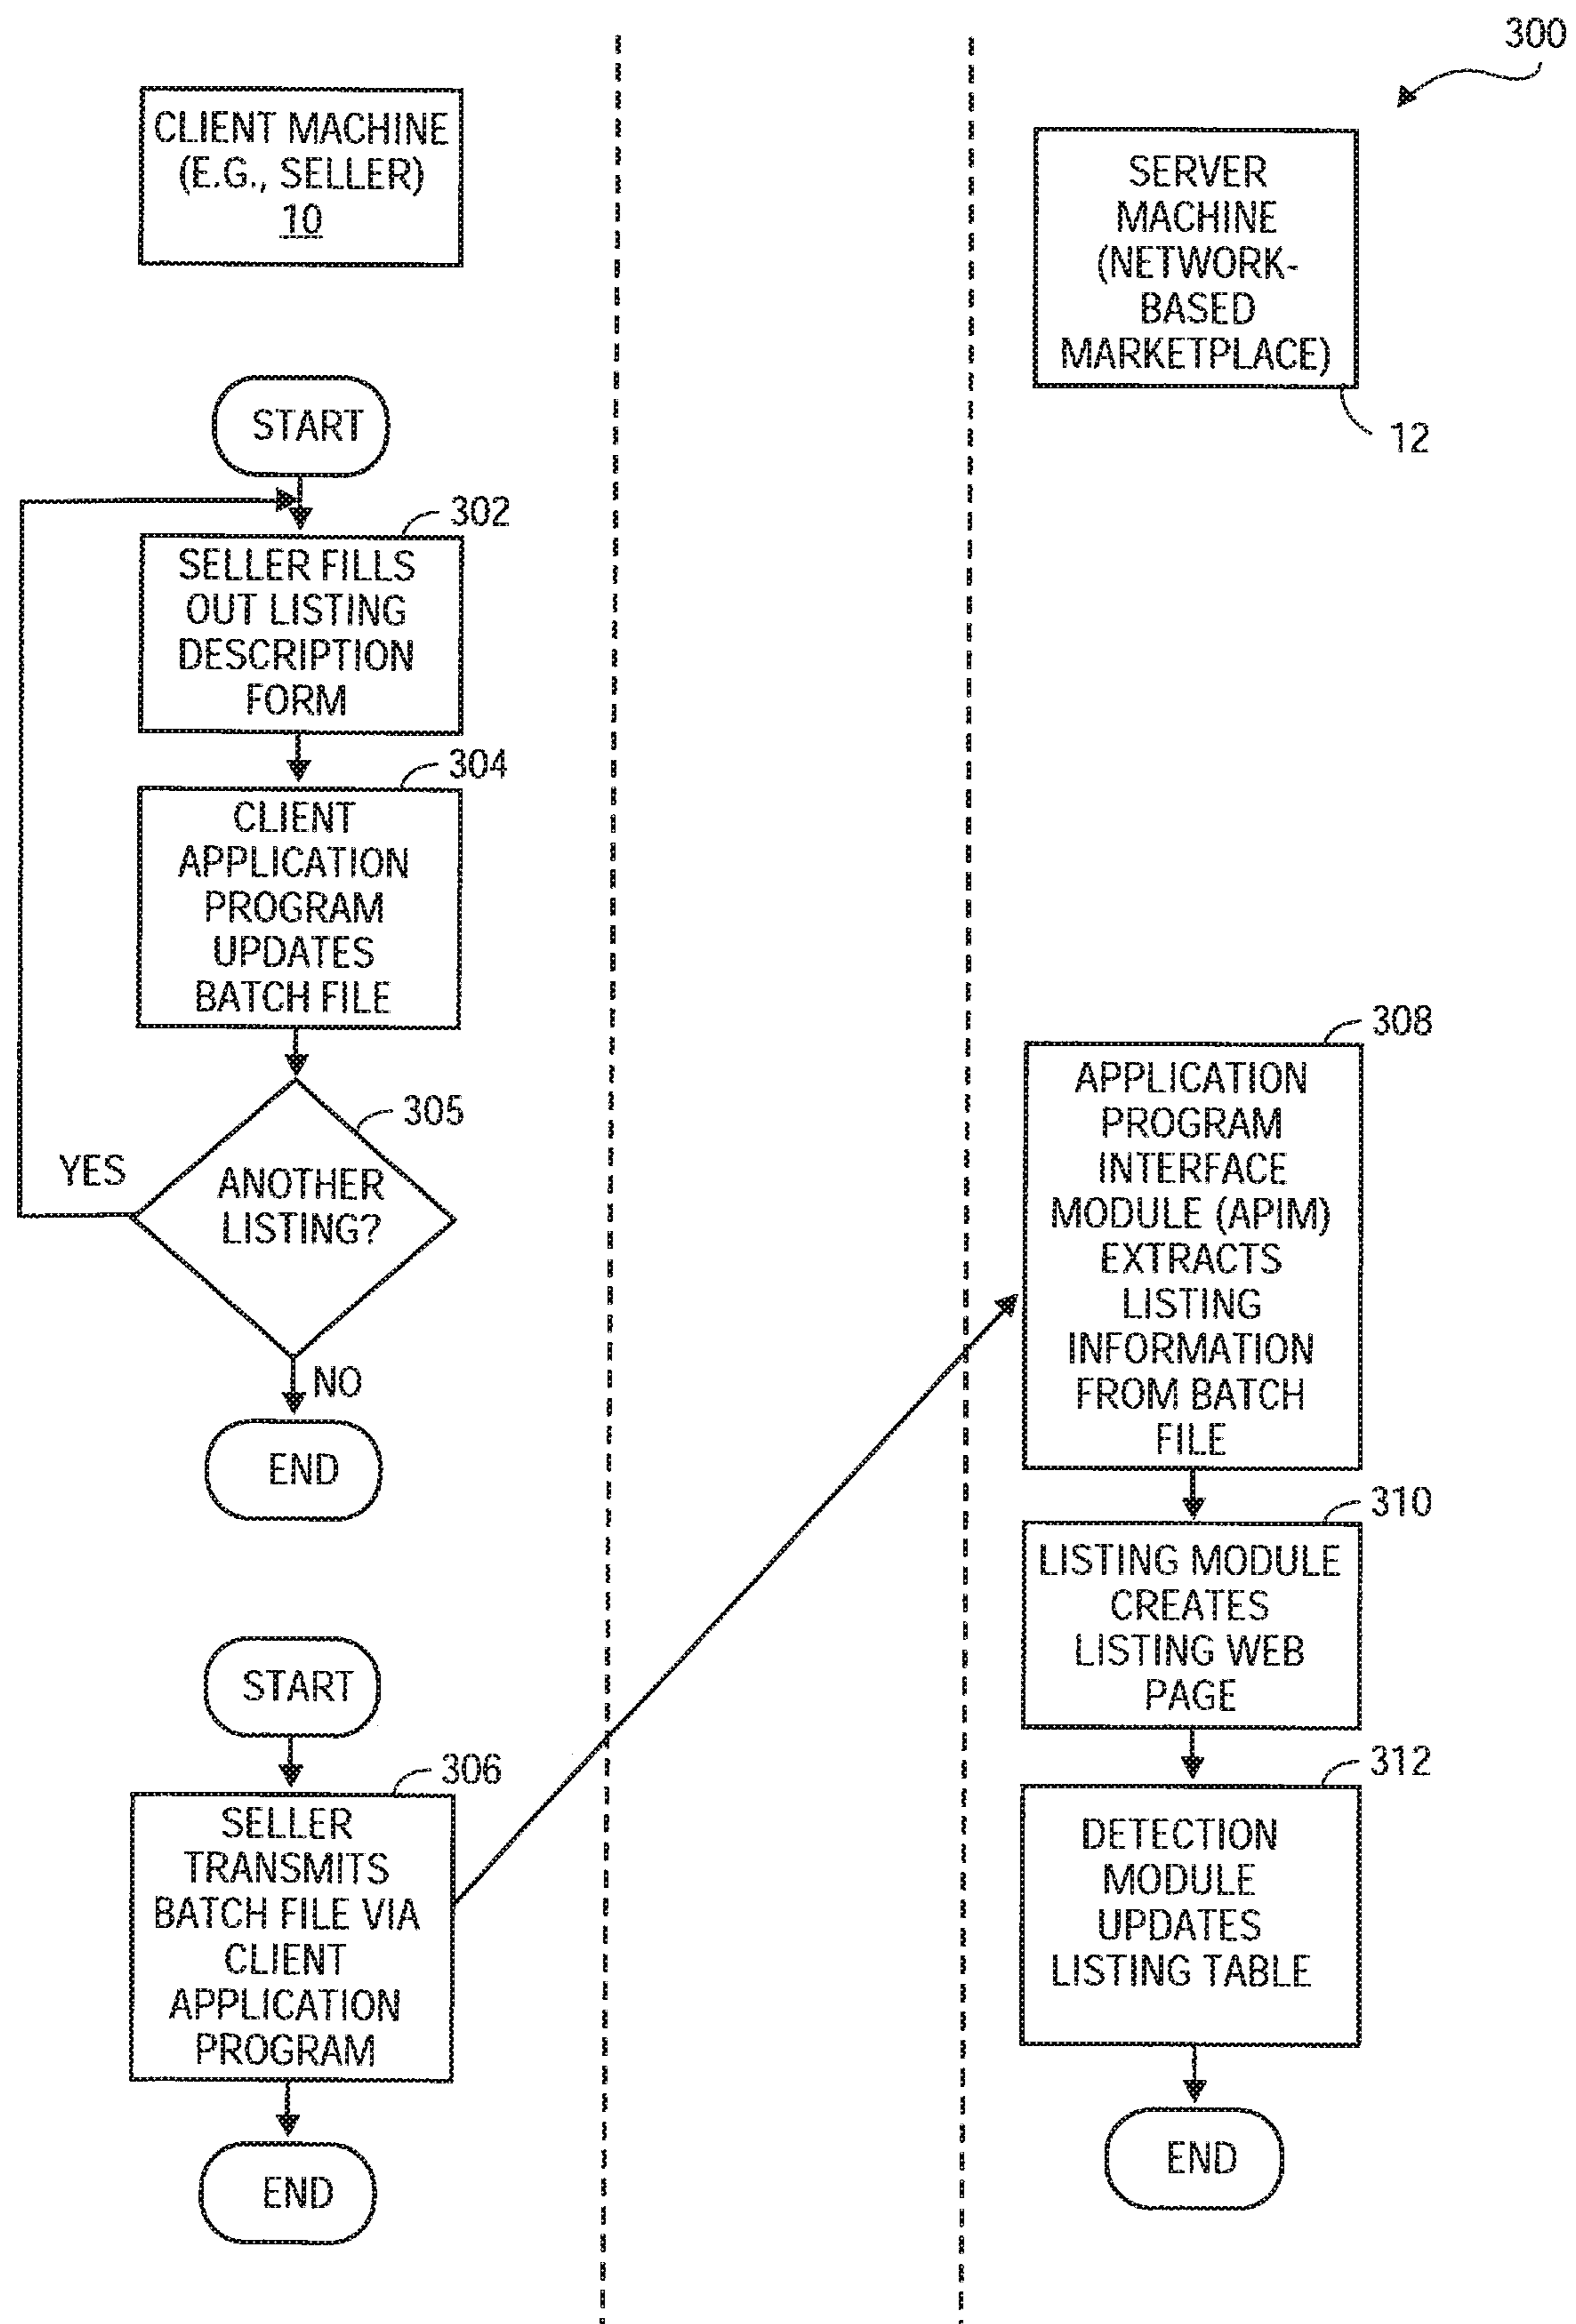 300
CLIENT MACHINE
(E.G., SELLER)
10
SERVER
MACHINE
(NETWORK-
BASED
MARKETPLACE)
12
START
302
SELLER FILLS
OUT LISTING
DESCRIPTION
FORM
304
CLIENT
APPLICATION
PROGRAM
UPDATES
BATCH FILE
305
ANOTHER
LISTING?
YES
NO
END
START
306
SELLER
TRANSMITS
BATCH FILE VIA
CLIENT
APPLICATION
PROGRAM
END
308
APPLICATION
PROGRAM
INTERFACE
MODULE (APIM)
EXTRACTS
LISTING
INFORMATION
FROM BATCH
FILE
310
LISTING MODULE
CREATES
LISTING WEB
PAGE
312
DETECTION
MODULE
UPDATES
LISTING TABLE
END